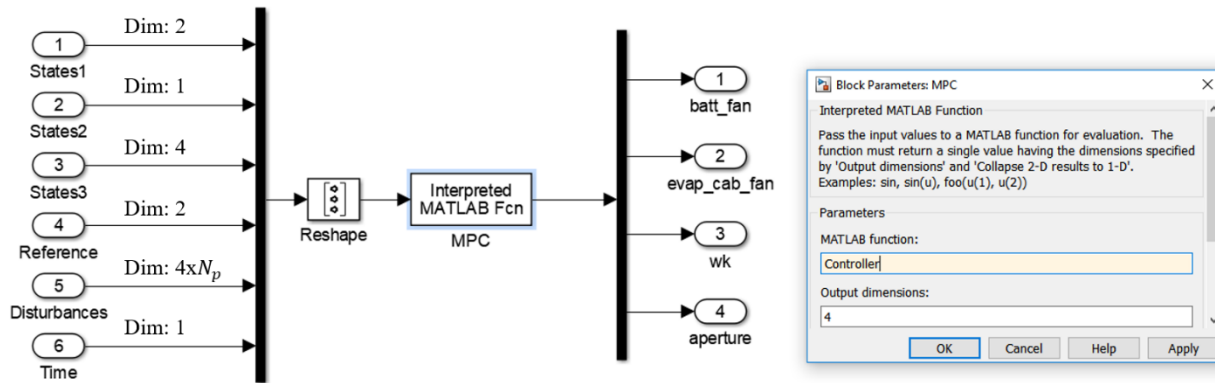 Dim: 2
1
States1
Dim: 1
2
States2
Dim: 4
3
States3
Dim: 2
4
Reference
Dim: 4xNp
5
Disturbances
Dim: 1
6
Time
Reshape
Interpreted
MATLAB Fcn
MPC
1
batt_fan
2
evap_cab_fan
3
wk
4
aperture
Block Parameters: MPC
Interpreted MATLAB Function
Pass the input values to a MATLAB function for evaluation. The
function must return a single value having the dimensions specified
by 'Output dimensions' and 'Collapse 2-D results to 1-D'.
Examples: sin, sin(u), foo(u(1), u(2))
Parameters
MATLAB function:
Controller
Output dimensions:
4
OK Cancel Help Apply